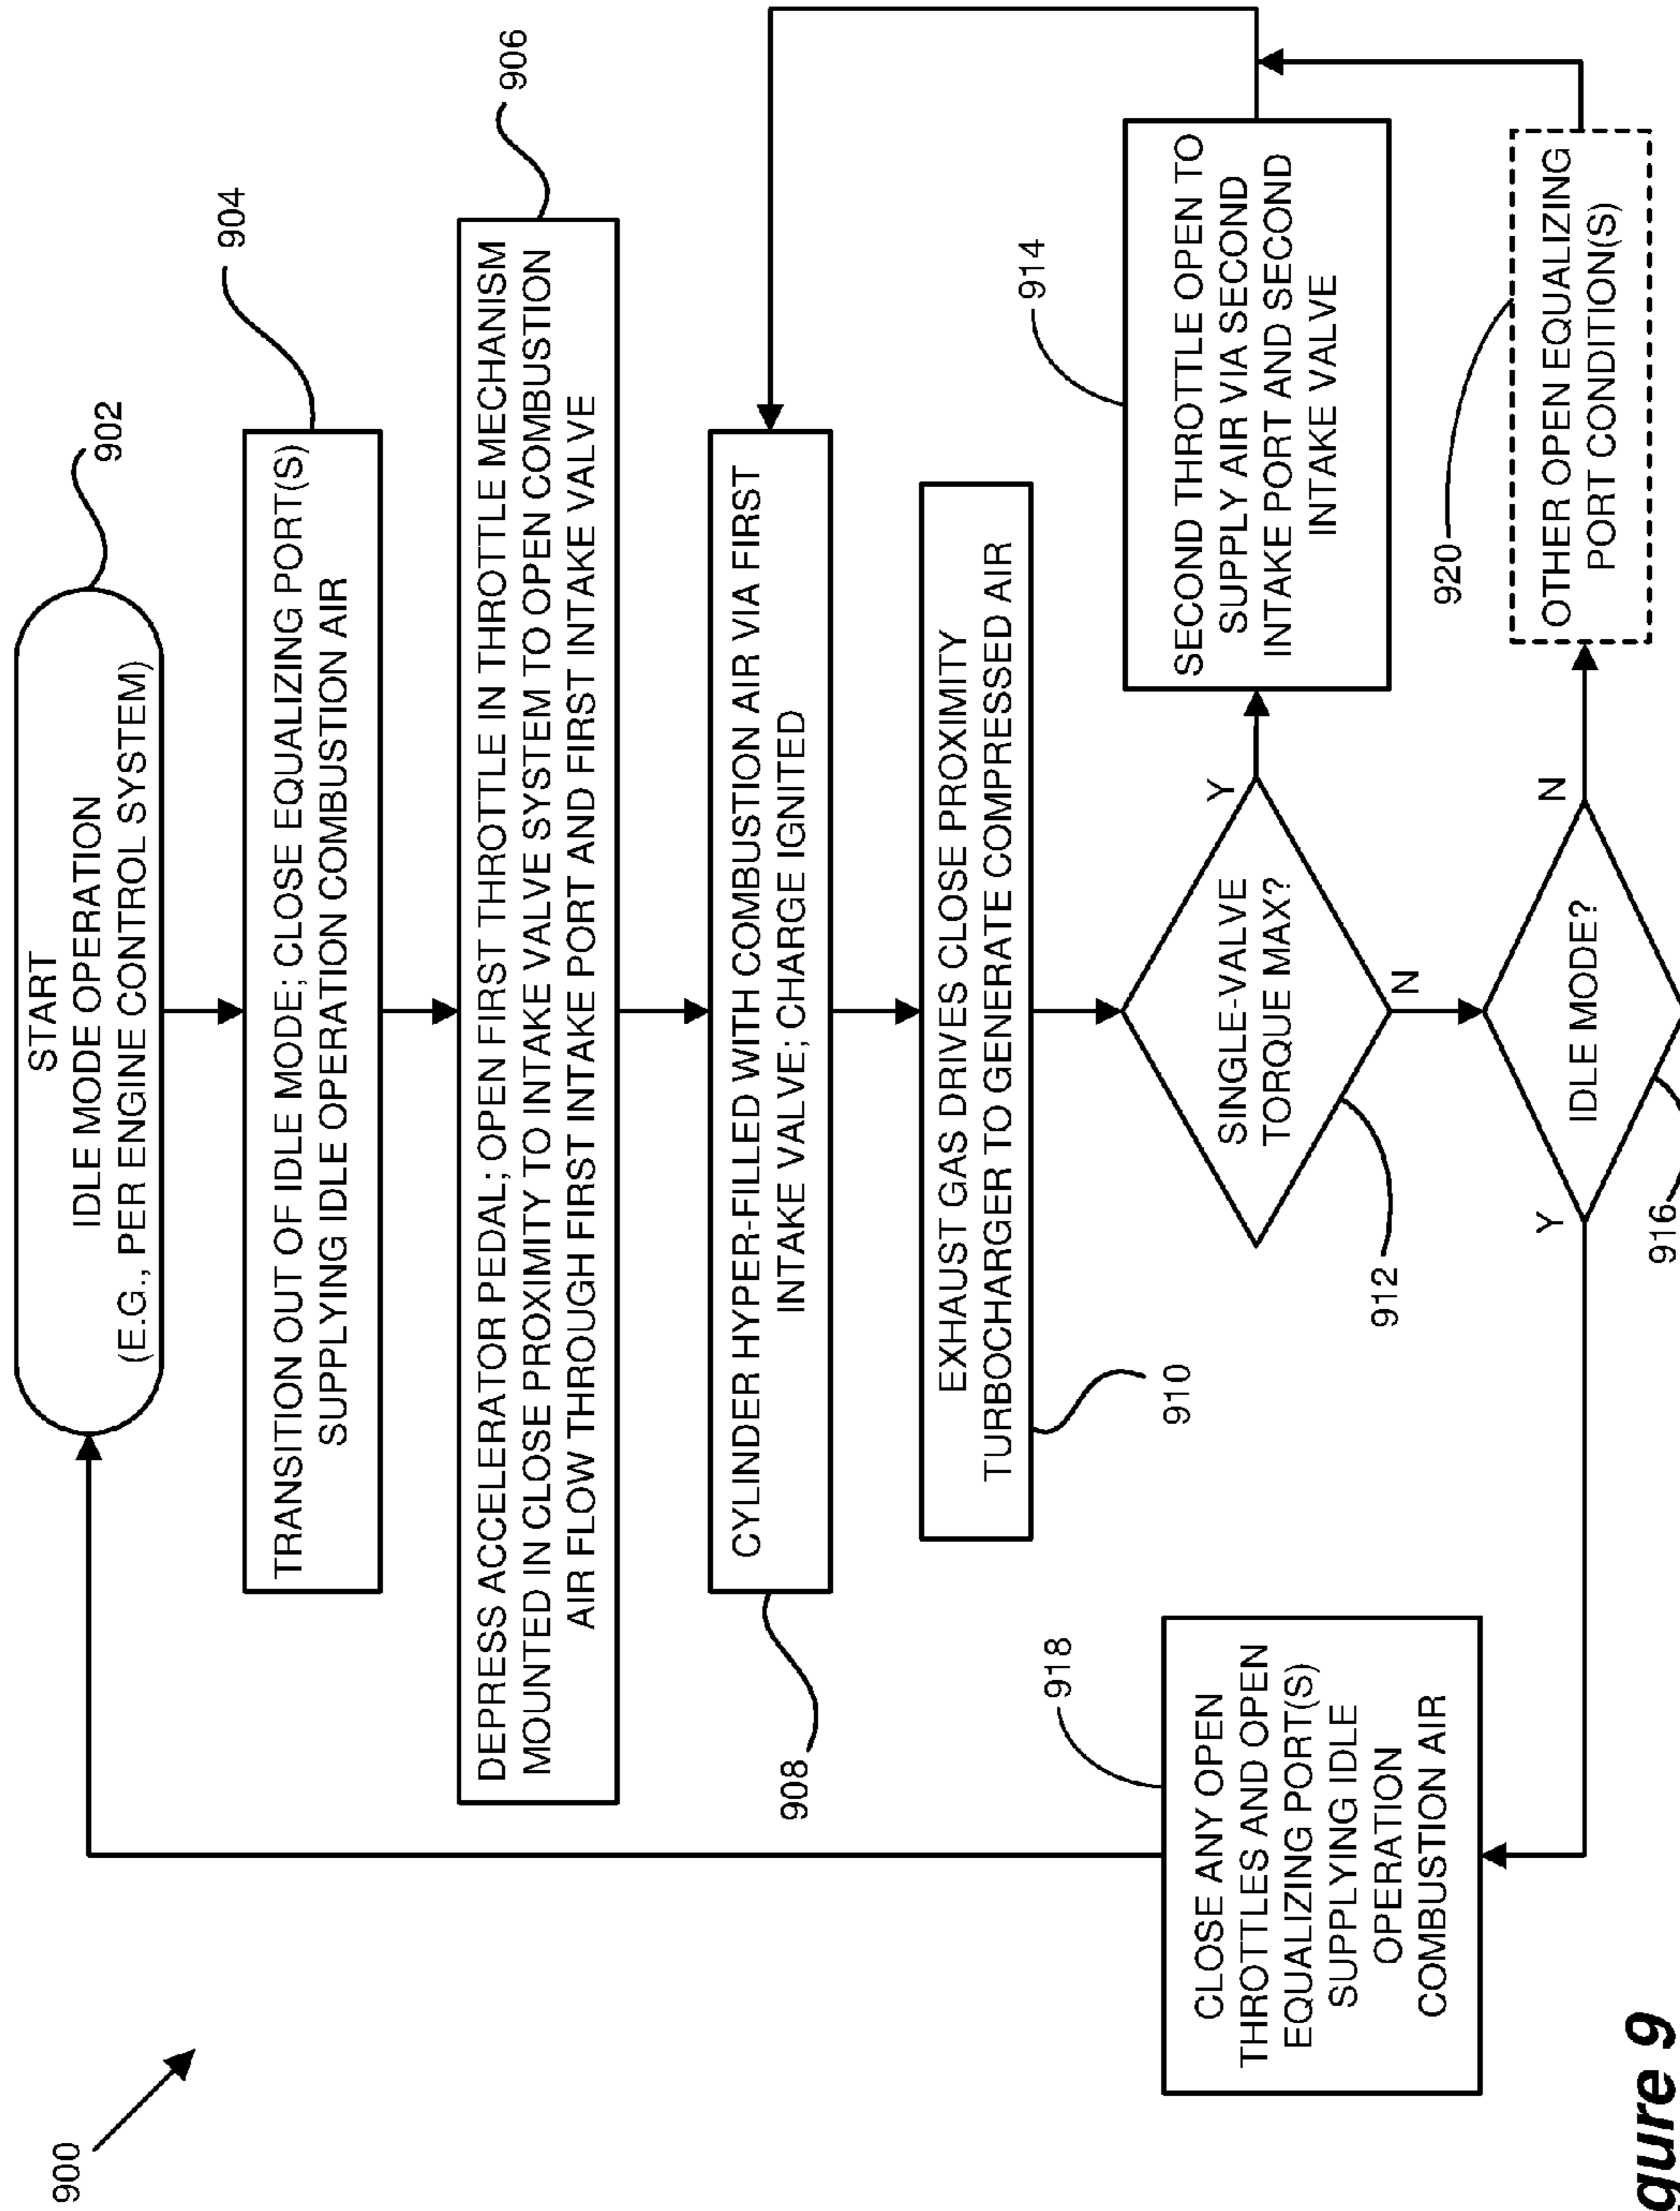 900
START
IDLE MODE OPERATION
(E.G., PER ENGINE CONTROL SYSTEM)
902
TRANSITION OUT OF IDLE MODE; CLOSE EQUALIZING PORT(S)
SUPPLYING IDLE OPERATION COMBUSTION AIR
904
DEPRESS ACCELERATOR PEDAL; OPEN FIRST THROTTLE IN THROTTLE MECHANISM
MOUNTED IN CLOSE PROXIMITY TO INTAKE VALVE SYSTEM TO OPEN COMBUSTION
AIR FLOW THROUGH FIRST INTAKE PORT AND FIRST INTAKE VALVE
906
CYLINDER HYPER-FILLED WITH COMBUSTION AIR VIA FIRST
INTAKE VALVE; CHARGE IGNITED
908
EXHAUST GAS DRIVES CLOSE PROXIMITY
TURBOCHARGER TO GENERATE COMPRESSED AIR
910
SINGLE-VALVE
TORQUE MAX?
912
Y
N
SECOND THROTTLE OPEN TO
SUPPLY AIR VIA SECOND
INTAKE PORT AND SECOND
INTAKE VALVE
914
IDLE MODE?
916
Y
N
CLOSE ANY OPEN
THROTTLES AND OPEN
EQUALIZING PORT(S)
SUPPLYING IDLE
OPERATION
COMBUSTION AIR
918
OTHER OPEN EQUALIZING
PORT CONDITION(S)
920
gure 9